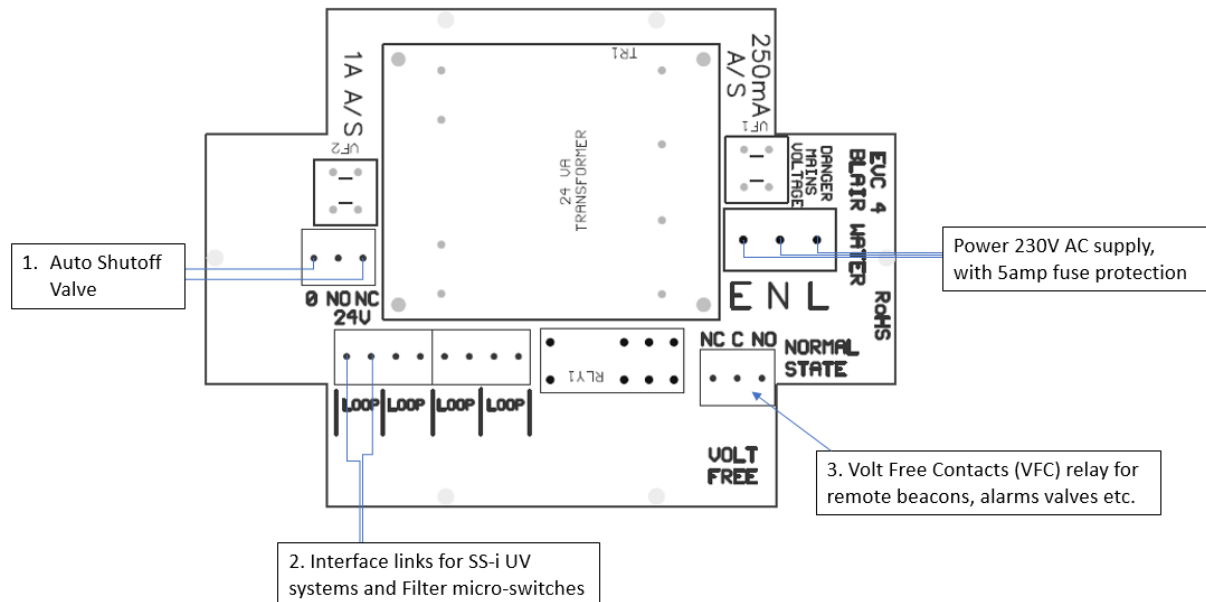 1A A/S
VF2
TR1
24 VA
TRANSFORMER
250mA
A/S
VF1
DANGER
MAINS
VOLTAGE
EVC 4
BLAIR WATER
RoHS
1. Auto Shutoff
Valve
Power 230V AC supply,
with 5amp fuse protection
0 NO NC
24V
E N L
LOOP LOOP LOOP LOOP
RLY1
NC C NO
NORMAL
STATE
VOLT
FREE
3. Volt Free Contacts (VFC) relay for
remote beacons, alarms valves etc.
2. Interface links for SS-i UV
systems and Filter micro-switches